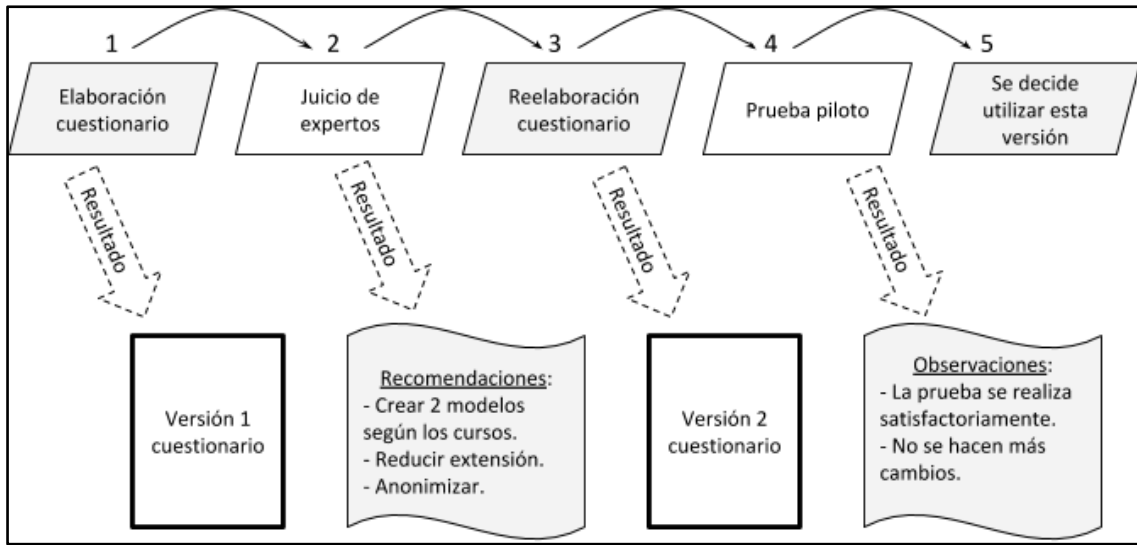 1
2
3
4
5
Elaboración
cuestionario
Juicio de
expertos
Reelaboración
cuestionario
Prueba piloto
Se decide
utilizar esta
versión
Resultado
Resultado
Resultado
Resultado
Versión 1
cuestionario
Recomendaciones:
- Crear 2 modelos
según los cursos.
- Reducir extensión.
- Anonimizar.
Versión 2
cuestionario
Observaciones:
- La prueba se realiza
satisfactoriamente.
- No se hacen más
cambios.